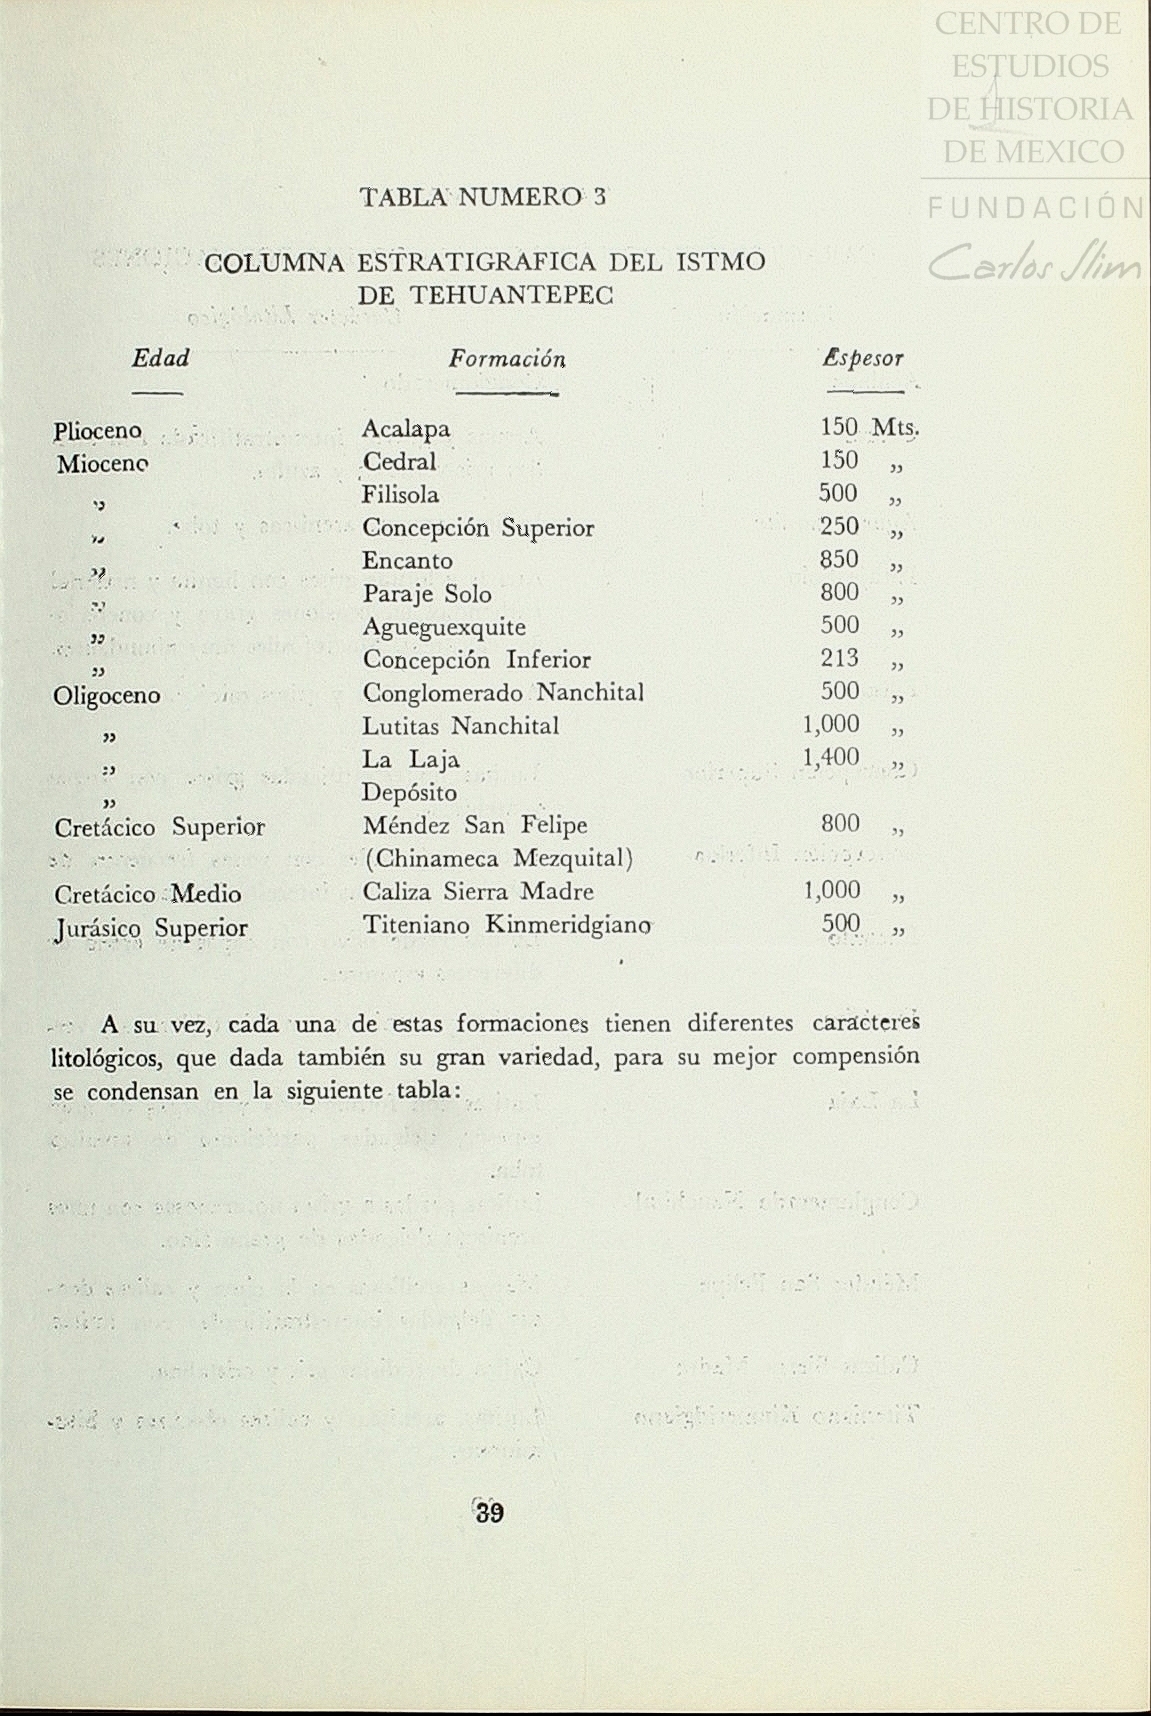 CENTRO DE
ESTUDIOS
DE HISTORIA
DE MEXICO
FUNDACIÓN
Carlos Slim
TABLA NUMERO 3
COLUMNA ESTRATIGRAFICA DEL ISTMO
DE TEHUANTEPEC
Edad Formación Espesor
Plioceno Acalapa 150 Mts.
Mioceno Cedral 150 „
„ Filisola 500 „
„ Concepción Superior 250 „
„ Encanto 850 „
„ Paraje Solo 800 „
„ Agueguexquite 500 „
„ Concepción Inferior 213 „
Oligoceno Conglomerado Nanchital 500 „
„ Lutitas Nanchital 1,000 „
„ La Laja 1,400 „
„ Depósito
Cretácico Superior Méndez San Felipe 800 „
(Chinameca Mezquital)
Cretácico Medio Caliza Sierra Madre 1,000 „
Jurásico Superior Titeniano Kinmeridgiano 500 „
A su vez, cada una de estas formaciones tienen diferentes caracteres
litológicos, que dada también su gran variedad, para su mejor compensión
se condensan en la siguiente tabla:
39